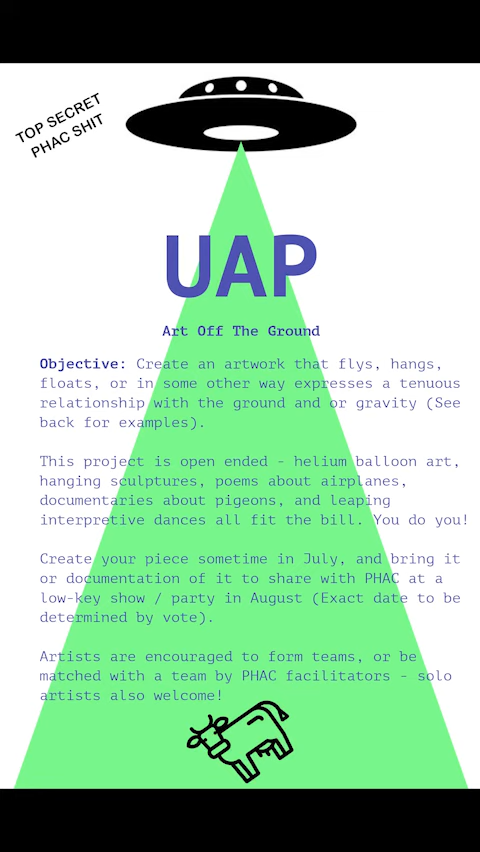 TOP SECRET
PHAC SHIT
UAP
Art Off The Ground
Objective: Create an artwork that flys, hangs,
floats, or in some other way expresses a tenuous
relationship with the ground and or gravity (See
back for examples).
This project is open ended - helium balloon art,
hanging sculptures, poems about airplanes,
documentaries about pigeons, and leaping
interpretive dances all fit the bill. You do you!
Create your piece sometime in July, and bring it
or documentation of it to share with PHAC at a
low-key show / party in August (Exact date to be
determined by vote).
Artists are encouraged to form teams, or be
matched with a team by PHAC facilitators - solo
artists also welcome!